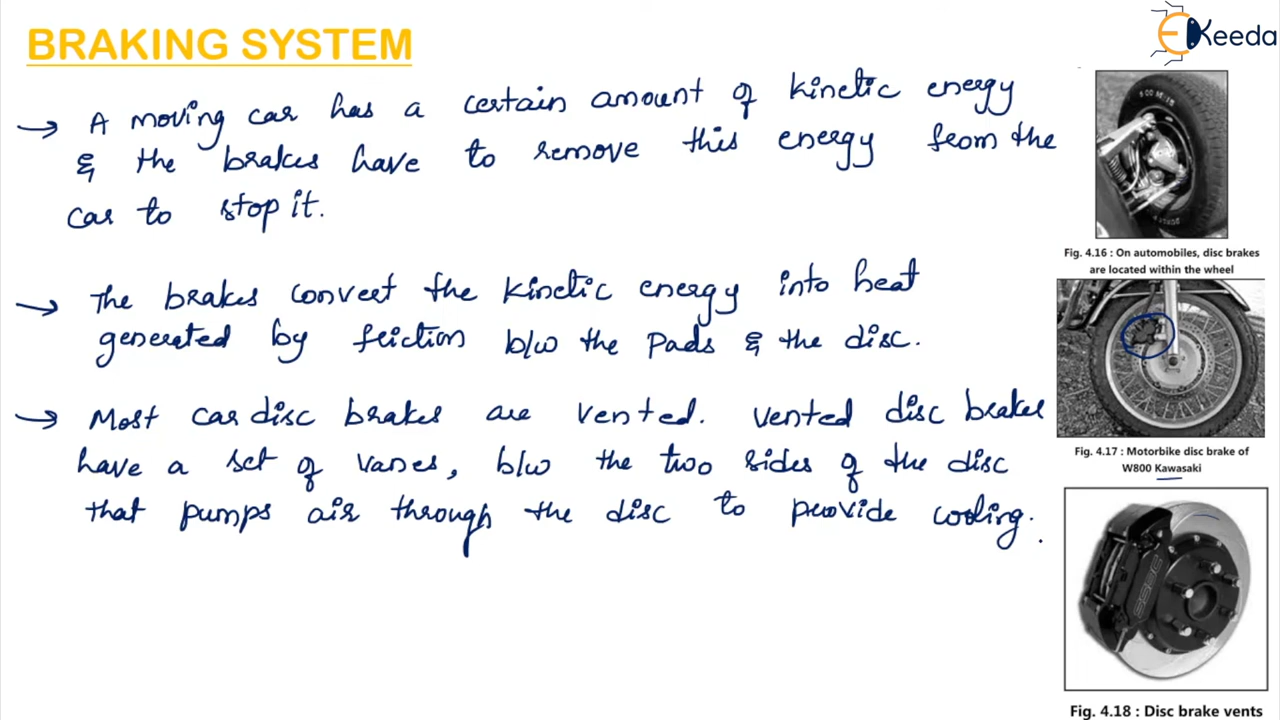 BRAKING SYSTEM
EKeeda
→ A moving car has a certain amount of kinetic energy
& the brakes have to remove this energy from the
car to stop it.
→ The brakes convert the kinetic energy into heat
generated by friction b/w the pads & the disc.
→ Most car disc brakes are vented. Vented disc brakes
have a set of vanes, b/w the two sides of the disc
that pumps air through the disc to provide cooling.
Fig. 4.16 : On automobiles, disc brakes
are located within the wheel
Fig. 4.17 : Motorbike disc brake of
W800 Kawasaki
Fig. 4.18 : Disc brake vents